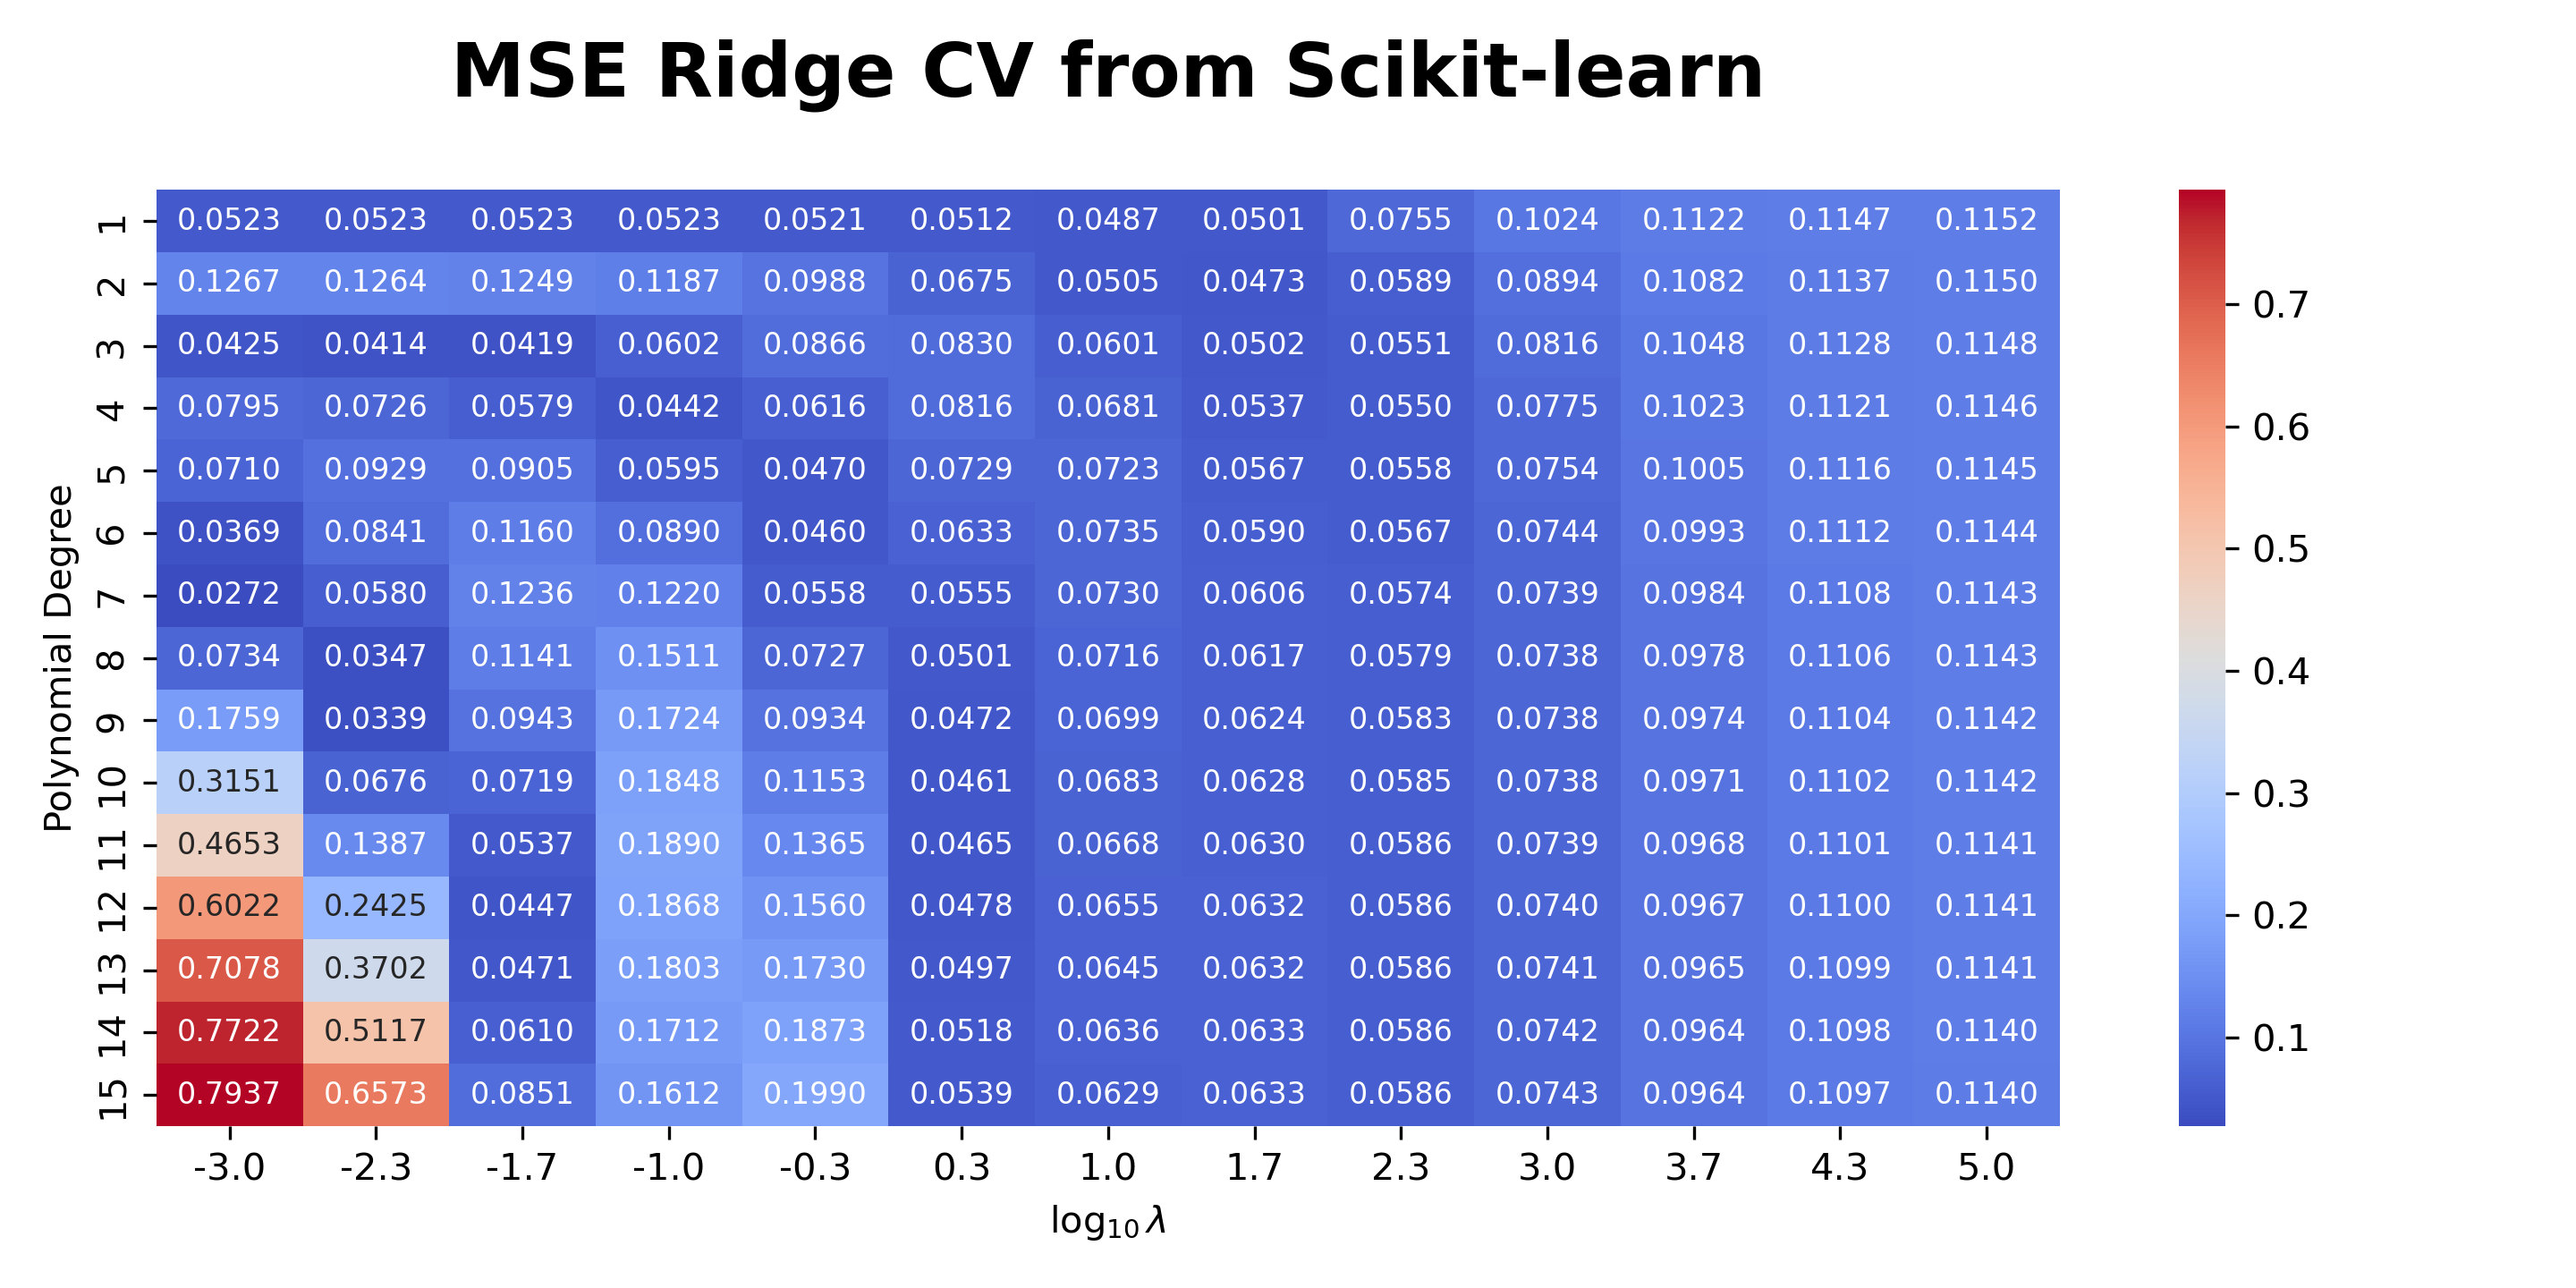 MSE Ridge CV from Scikit-learn
Polynomial Degree
1 0.0523 0.0523 0.0523 0.0523 0.0521 0.0512 0.0487 0.0501 0.0755 0.1024 0.1122 0.1147 0.1152
2 0.1267 0.1264 0.1249 0.1187 0.0988 0.0675 0.0505 0.0473 0.0589 0.0894 0.1082 0.1137 0.1150
3 0.0425 0.0414 0.0419 0.0602 0.0866 0.0830 0.0601 0.0502 0.0551 0.0816 0.1048 0.1128 0.1148
4 0.0795 0.0726 0.0579 0.0442 0.0616 0.0816 0.0681 0.0537 0.0550 0.0775 0.1023 0.1121 0.1146
5 0.0710 0.0929 0.0905 0.0595 0.0470 0.0729 0.0723 0.0567 0.0558 0.0754 0.1005 0.1116 0.1145
6 0.0369 0.0841 0.1160 0.0890 0.0460 0.0633 0.0735 0.0590 0.0567 0.0744 0.0993 0.1112 0.1144
7 0.0272 0.0580 0.1236 0.1220 0.0558 0.0555 0.0730 0.0606 0.0574 0.0739 0.0984 0.1108 0.1143
8 0.0734 0.0347 0.1141 0.1511 0.0727 0.0501 0.0716 0.0617 0.0579 0.0738 0.0978 0.1106 0.1143
9 0.1759 0.0339 0.0943 0.1724 0.0934 0.0472 0.0699 0.0624 0.0583 0.0738 0.0974 0.1104 0.1142
10 0.3151 0.0676 0.0719 0.1848 0.1153 0.0461 0.0683 0.0628 0.0585 0.0738 0.0971 0.1102 0.1142
11 0.4653 0.1387 0.0537 0.1890 0.1365 0.0465 0.0668 0.0630 0.0586 0.0739 0.0968 0.1101 0.1141
12 0.6022 0.2425 0.0447 0.1868 0.1560 0.0478 0.0655 0.0632 0.0586 0.0740 0.0967 0.1100 0.1141
13 0.7078 0.3702 0.0471 0.1803 0.1730 0.0497 0.0645 0.0632 0.0586 0.0741 0.0965 0.1099 0.1141
14 0.7722 0.5117 0.0610 0.1712 0.1873 0.0518 0.0636 0.0633 0.0586 0.0742 0.0964 0.1098 0.1140
15 0.7937 0.6573 0.0851 0.1612 0.1990 0.0539 0.0629 0.0633 0.0586 0.0743 0.0964 0.1097 0.1140
-3.0 -2.3 -1.7 -1.0 -0.3 0.3 1.0 1.7 2.3 3.0 3.7 4.3 5.0
log₁₀ λ
0.7
0.6
0.5
0.4
0.3
0.2
0.1